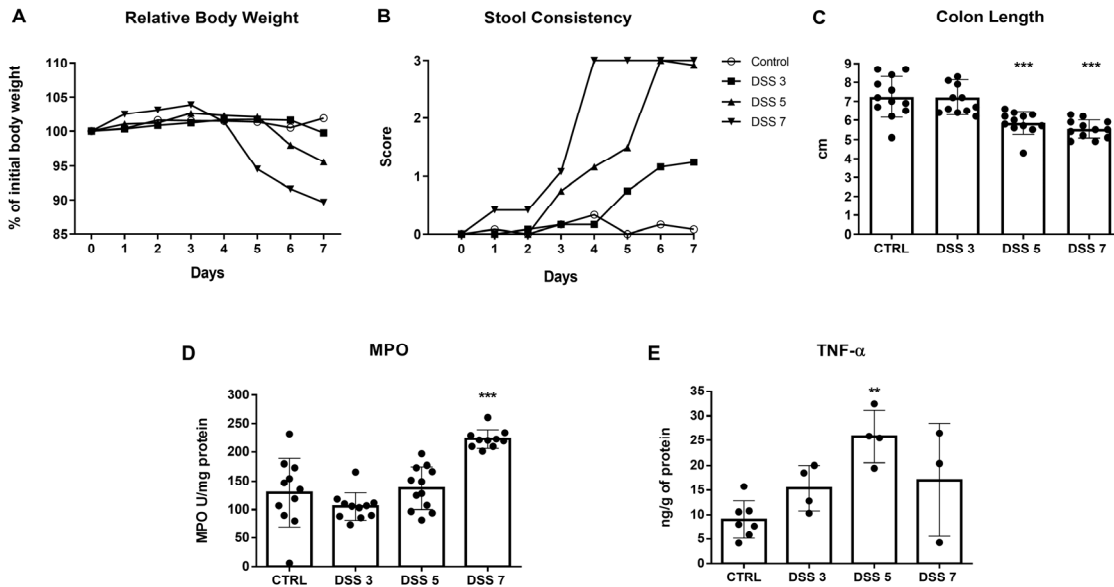 A Relative Body Weight
% of initial body weight
110
105
100
95
90
85
0 1 2 3 4 5 6 7
Days
B Stool Consistency
Score
3
2
1
0
0 1 2 3 4 5 6 7
Days
Control
DSS 3
DSS 5
DSS 7
C Colon Length
cm
9
8
7
6
5
4
3
2
1
0
*** ***
CTRL DSS 3 DSS 5 DSS 7
D MPO
MPO U/mg protein
300
250
200
150
100
50
0
***
CTRL DSS 3 DSS 5 DSS 7
E TNF-α
ng/g of protein
35
30
25
20
15
10
5
0
**
CTRL DSS 3 DSS 5 DSS 7